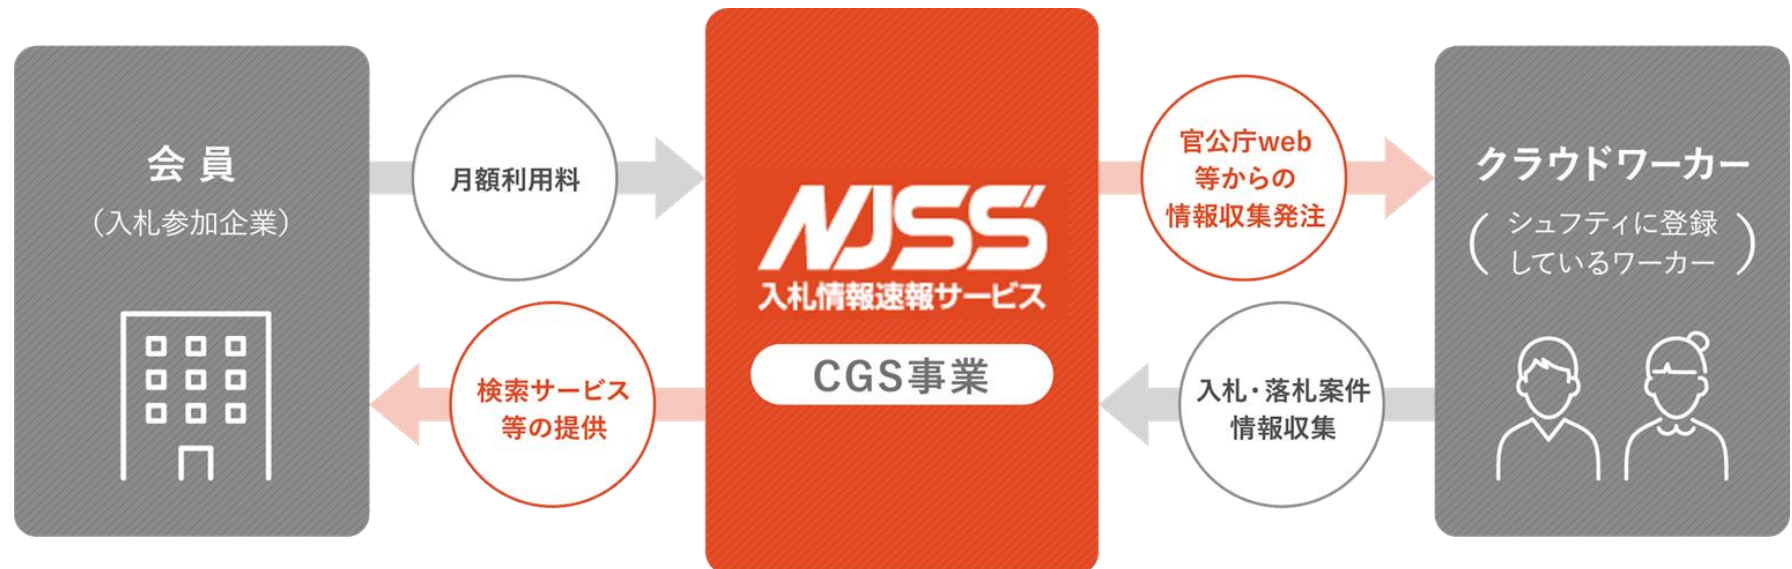 会員
（入札参加企業）
月額利用料
検索サービス
等の提供
NJSS
入札情報速報サービス
CGS事業
官公庁web
等からの
情報収集発注
入札・落札案件
情報収集
クラウドワーカー
（シュフティに登録
しているワーカー）